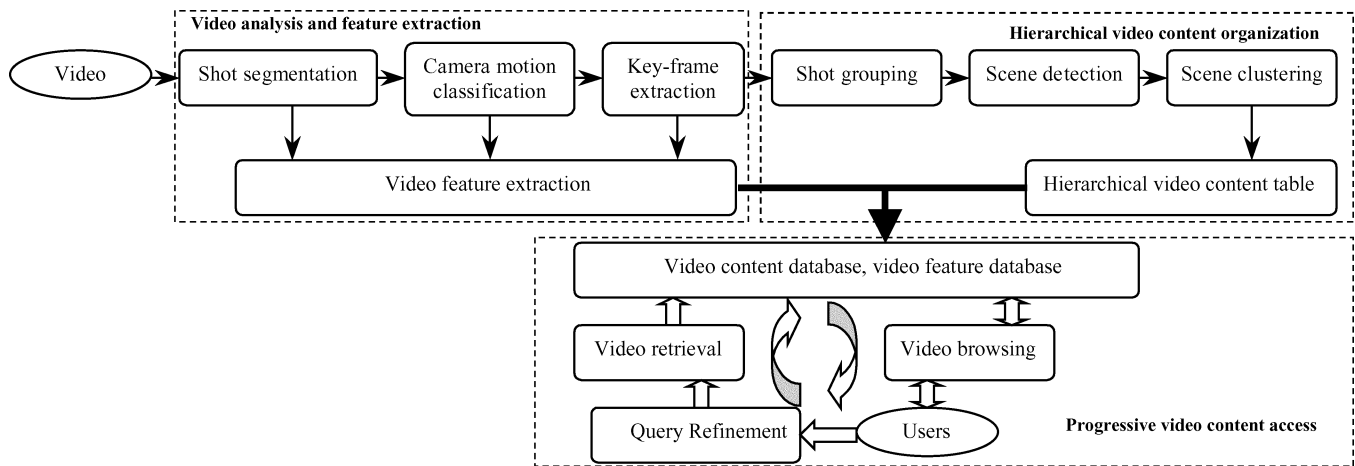 Video analysis and feature extraction
Hierarchical video content organization
Video
Shot segmentation
Camera motion
classification
Key-frame
extraction
Shot grouping
Scene detection
Scene clustering
Video feature extraction
Hierarchical video content table
Video content database, video feature database
Video retrieval
Video browsing
Query Refinement
Users
Progressive video content access